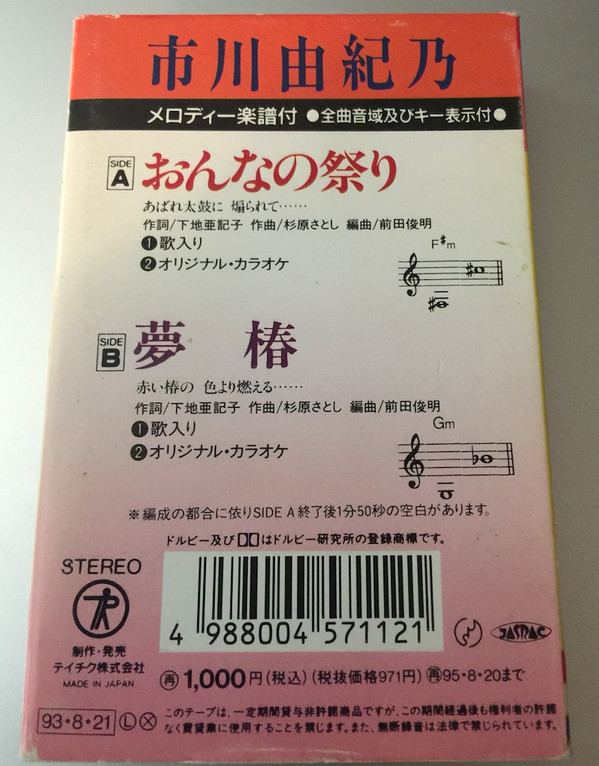 市川由紀乃
メロディー楽譜付 ●全曲音域及びキー表示付●
SIDE A おんなの祭り
あばれ太鼓に 煽られて……
作詞/下地亜記子 作曲/杉原さとし 編曲/前田俊明
❶歌入り
F#m
❷オリジナル・カラオケ
SIDE B 夢 椿
赤い椿の 色より燃える……
作詞/下地亜記子 作曲/杉原さとし 編曲/前田俊明
❶歌入り
Gm
❷オリジナル・カラオケ
※編成の都合に依りSIDE A終了後1分50秒の空白があります。
ドルビー及び はドルビー研究所の登録商標です。
STEREO
4 988004 571121
JASRAC
制作・発売
テイチク株式会社
MADE IN JAPAN
再1,000円(税込)(税抜価格971円)再95・8・20まで
93・8・21 Ⓛ Ⓧ
このテープは、一定期間貸与非許諾商品ですが、この期間経過後も権利者の許諾
なく賃貸業に使用することを禁じます。また、無断録音は法律で禁じられています。